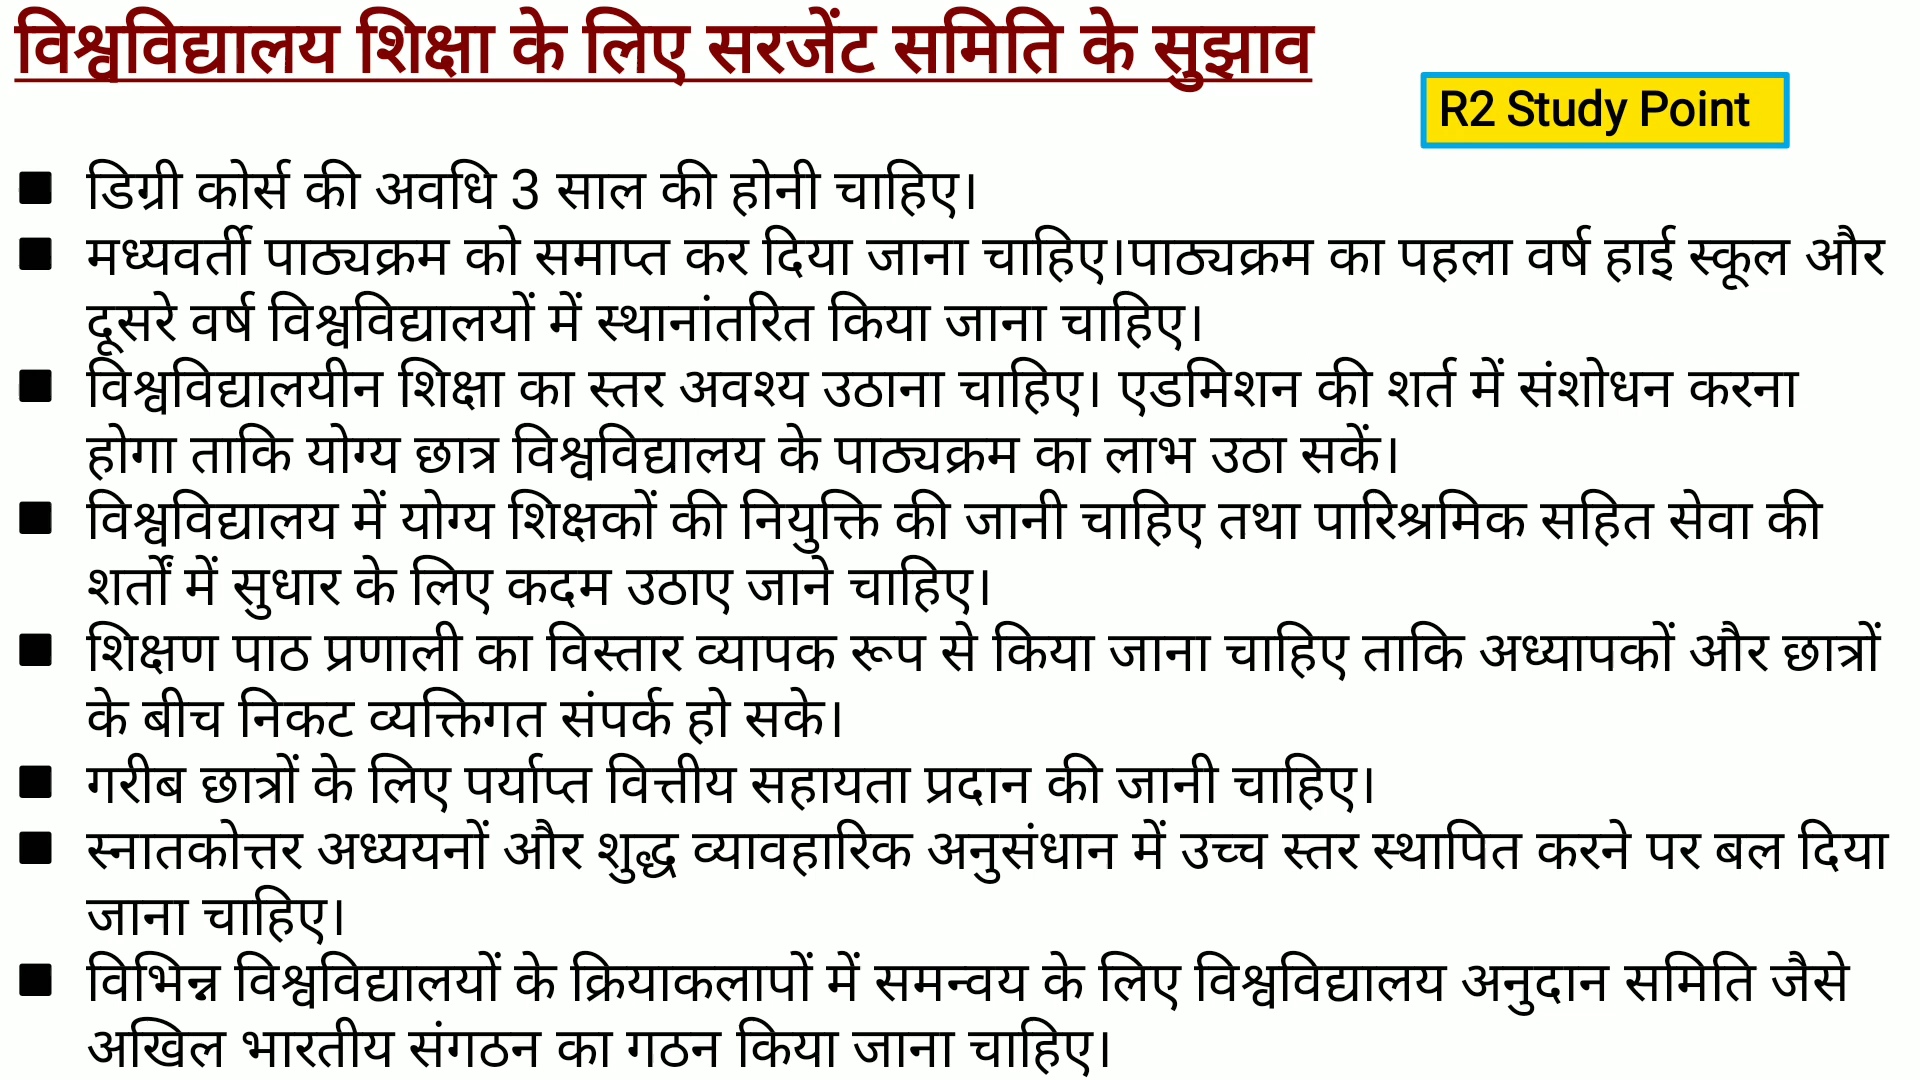 विश्वविद्यालय शिक्षा के लिए सरजेंट समिति के सुझाव
R2 Study Point
■ डिग्री कोर्स की अवधि 3 साल की होनी चाहिए।
■ मध्यवर्ती पाठ्यक्रम को समाप्त कर दिया जाना चाहिए।पाठ्यक्रम का पहला वर्ष हाई स्कूल और
दूसरे वर्ष विश्वविद्यालयों में स्थानांतरित किया जाना चाहिए।
■ विश्वविद्यालयीन शिक्षा का स्तर अवश्य उठाना चाहिए। एडमिशन की शर्त में संशोधन करना
होगा ताकि योग्य छात्र विश्वविद्यालय के पाठ्यक्रम का लाभ उठा सकें।
■ विश्वविद्यालय में योग्य शिक्षकों की नियुक्ति की जानी चाहिए तथा पारिश्रमिक सहित सेवा की
शर्तों में सुधार के लिए कदम उठाए जाने चाहिए।
■ शिक्षण पाठ प्रणाली का विस्तार व्यापक रूप से किया जाना चाहिए ताकि अध्यापकों और छात्रों
के बीच निकट व्यक्तिगत संपर्क हो सके।
■ गरीब छात्रों के लिए पर्याप्त वित्तीय सहायता प्रदान की जानी चाहिए।
■ स्नातकोत्तर अध्ययनों और शुद्ध व्यावहारिक अनुसंधान में उच्च स्तर स्थापित करने पर बल दिया
जाना चाहिए।
■ विभिन्न विश्वविद्यालयों के क्रियाकलापों में समन्वय के लिए विश्वविद्यालय अनुदान समिति जैसे
अखिल भारतीय संगठन का गठन किया जाना चाहिए।